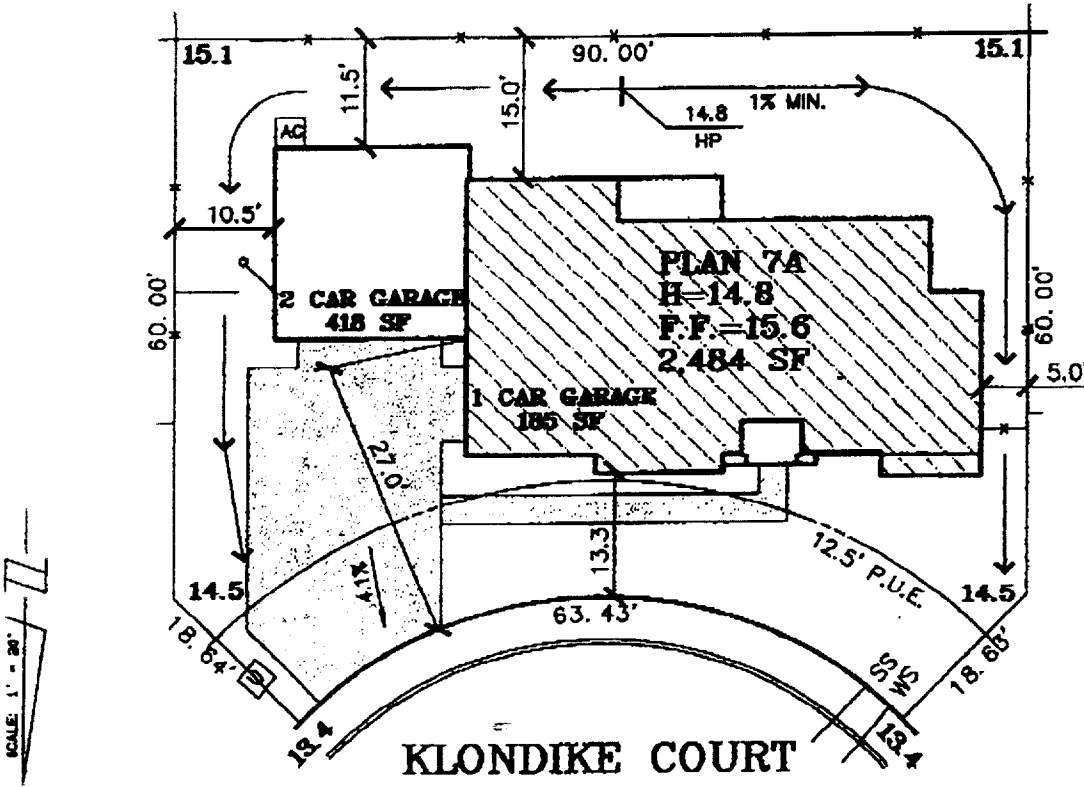 15.1
90.00'
15.1
11.5'
15.0'
1% MIN.
14.8
HP
AC
10.5'
60.00'
60.00'
PLAN 7A
H=14.8
F.F.=15.6
2,484 SF
2 CAR GARAGE
418 SF
5.0
1 CAR GARAGE
185 SF
27.0'
13.3
12.5' P.U.E.
4.1%
14.5
14.5
63.43'
18.64'
18.68'
SS
WS
13.4
13.4
SCALE: 1" = 20'
KLONDIKE COURT